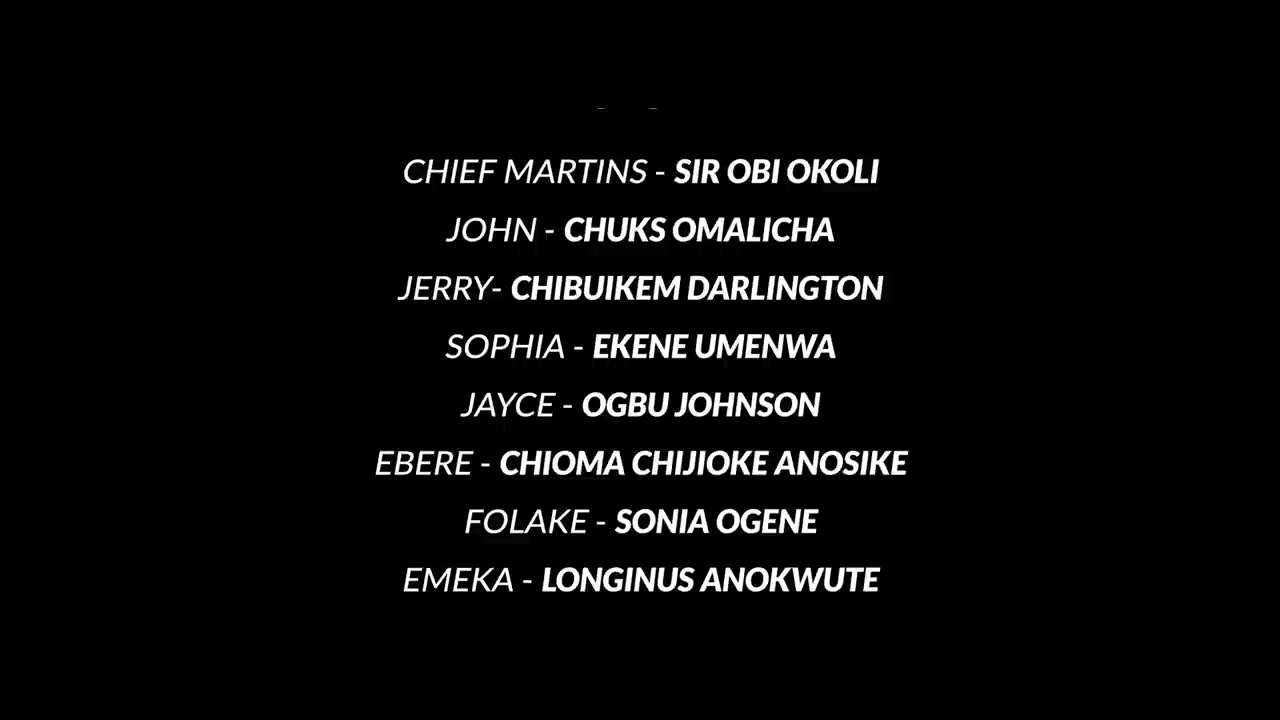 CHIEF MARTINS - SIR OBI OKOLI
JOHN - CHUKS OMALICHA
JERRY- CHIBUIKEM DARLINGTON
SOPHIA - EKENE UMENWA
JAYCE - OGBU JOHNSON
EBERE - CHIOMA CHIJIOKE ANOSIKE
FOLAKE - SONIA OGENE
EMEKA - LONGINUS ANOKWUTE